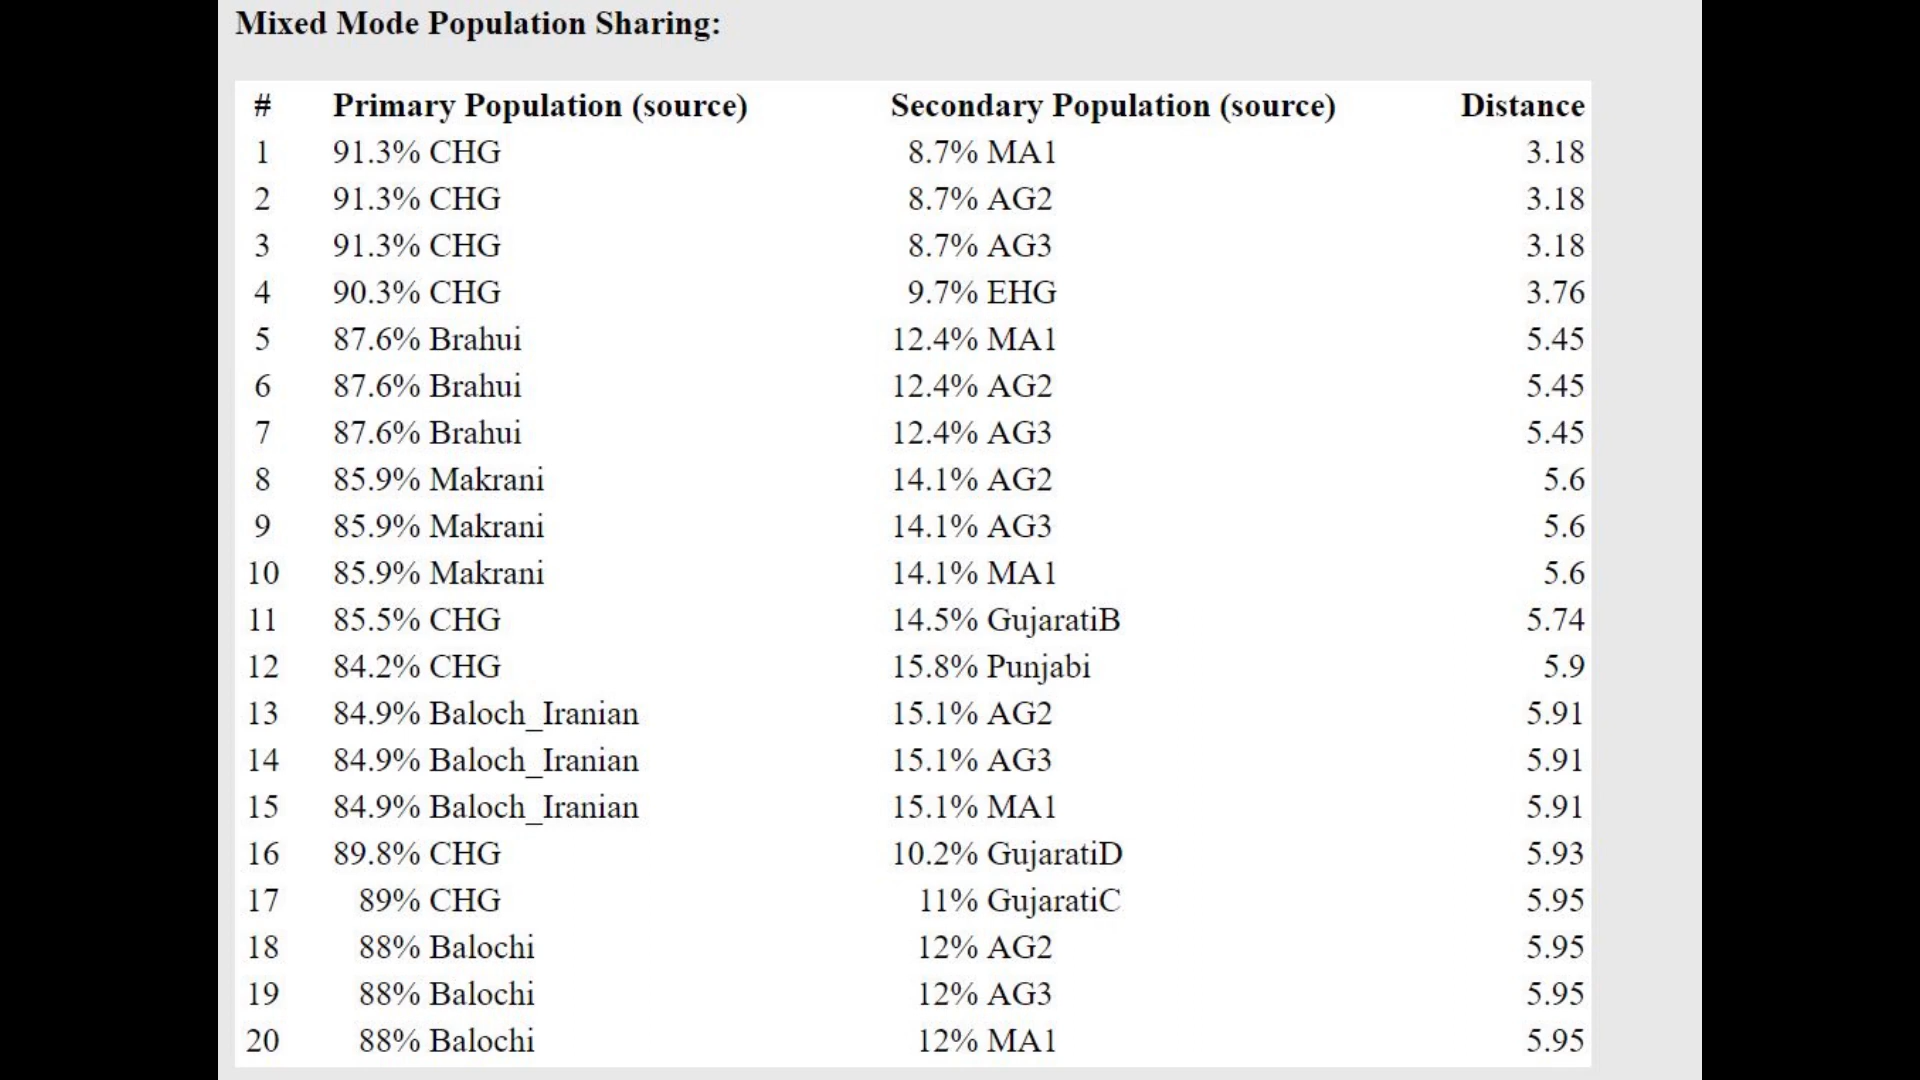 Mixed Mode Population Sharing:
# Primary Population (source) Secondary Population (source) Distance
1 91.3% CHG 8.7% MA1 3.18
2 91.3% CHG 8.7% AG2 3.18
3 91.3% CHG 8.7% AG3 3.18
4 90.3% CHG 9.7% EHG 3.76
5 87.6% Brahui 12.4% MA1 5.45
6 87.6% Brahui 12.4% AG2 5.45
7 87.6% Brahui 12.4% AG3 5.45
8 85.9% Makrani 14.1% AG2 5.6
9 85.9% Makrani 14.1% AG3 5.6
10 85.9% Makrani 14.1% MA1 5.6
11 85.5% CHG 14.5% GujaratiB 5.74
12 84.2% CHG 15.8% Punjabi 5.9
13 84.9% Baloch_Iranian 15.1% AG2 5.91
14 84.9% Baloch_Iranian 15.1% AG3 5.91
15 84.9% Baloch_Iranian 15.1% MA1 5.91
16 89.8% CHG 10.2% GujaratiD 5.93
17 89% CHG 11% GujaratiC 5.95
18 88% Balochi 12% AG2 5.95
19 88% Balochi 12% AG3 5.95
20 88% Balochi 12% MA1 5.95